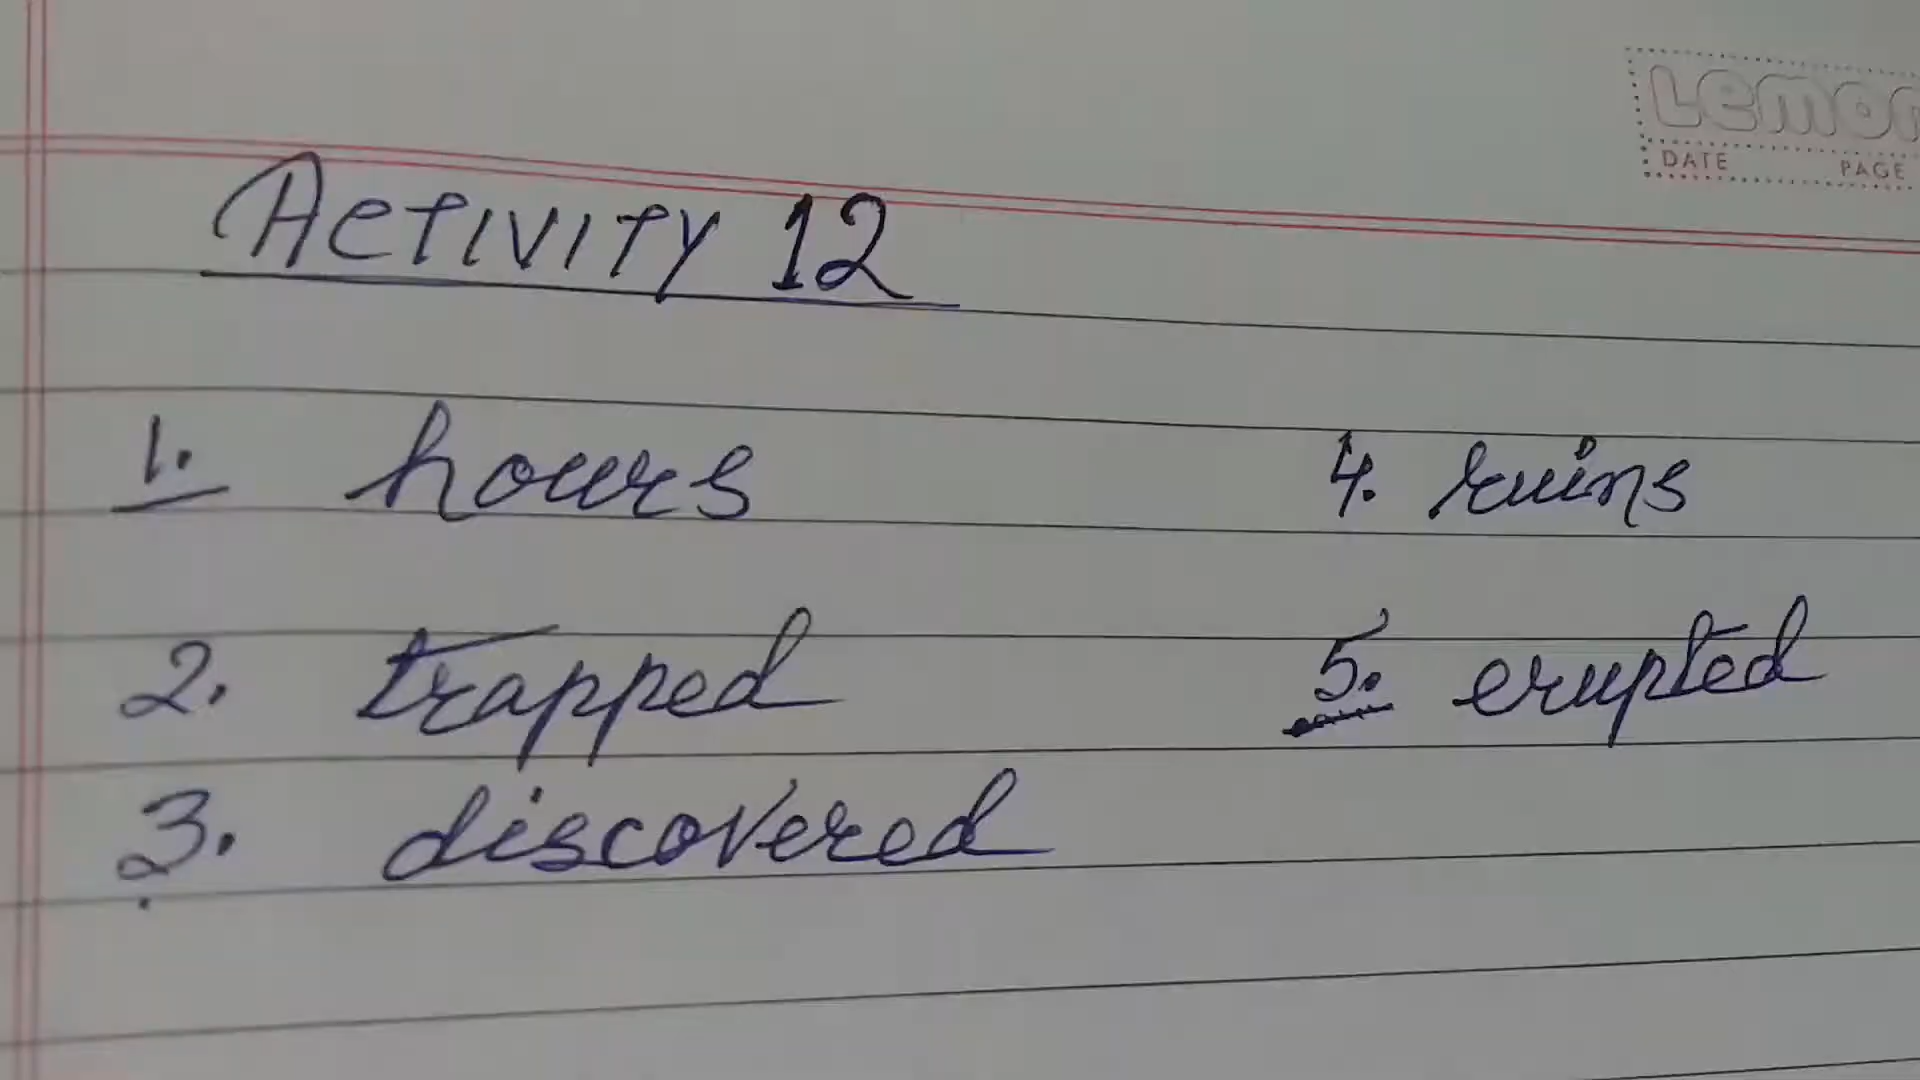 Lemon
DATE PAGE
ACTIVITY 12
1. hours
2. trapped
3. discovered
4. ruins
5. erupted